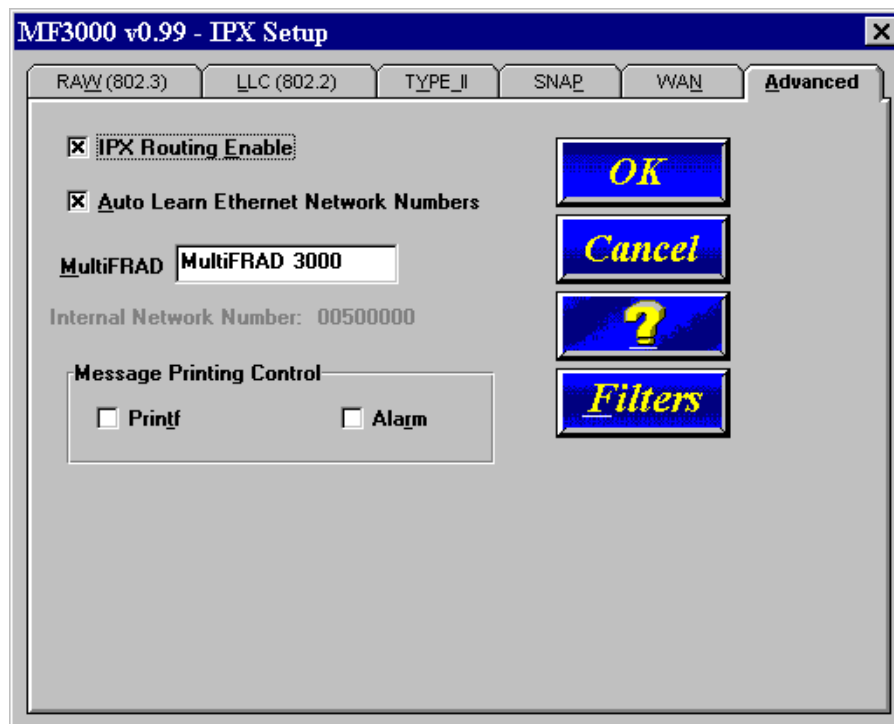 MF3000 v0.99 - IPX Setup
RAW (802.3) LLC (802.2) TYPE_II SNAP WAN Advanced
IPX Routing Enable
Auto Learn Ethernet Network Numbers
MultiFRAD MultiFRAD 3000
Internal Network Number: 00500000
Message Printing Control
Printf Alarm
OK
Cancel
?
Filters